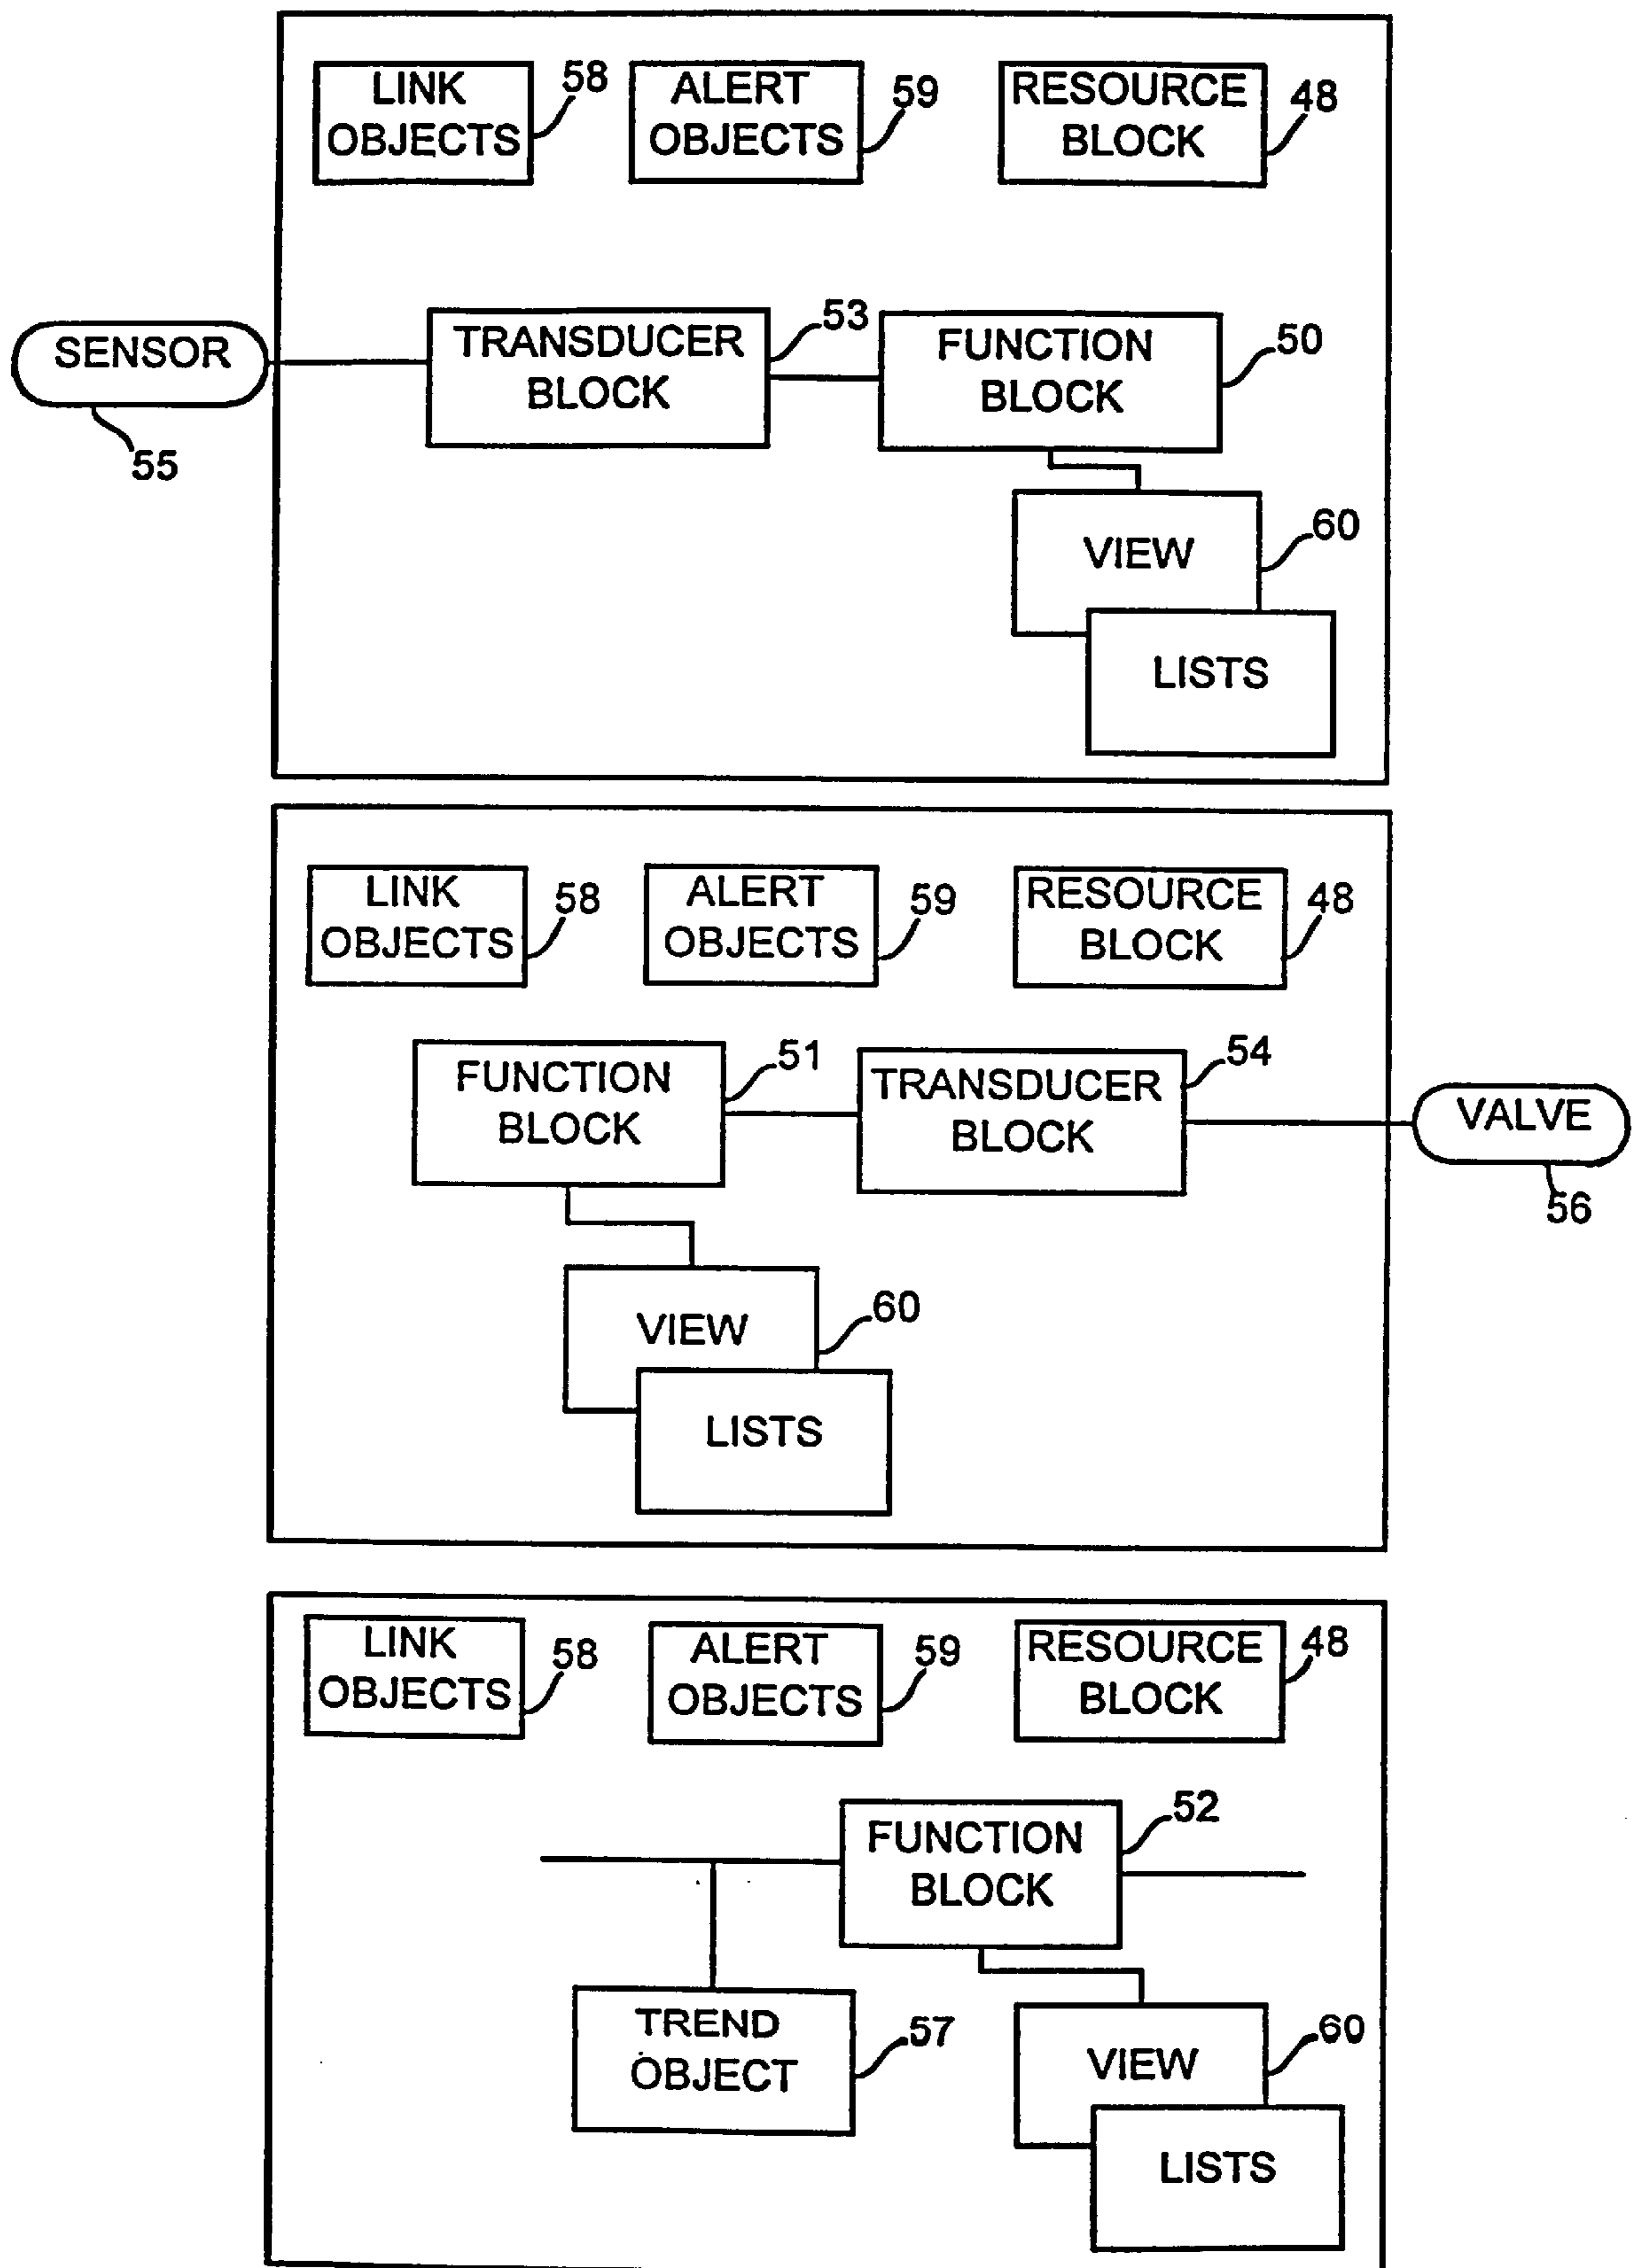 LINK
OBJECTS
58
ALERT
OBJECTS
59
RESOURCE
BLOCK
48
SENSOR
55
TRANSDUCER
BLOCK
53
FUNCTION
BLOCK
50
VIEW
60
LISTS
LINK
OBJECTS
58
ALERT
OBJECTS
59
RESOURCE
BLOCK
48
FUNCTION
BLOCK
51
TRANSDUCER
BLOCK
54
VALVE
56
VIEW
60
LISTS
LINK
OBJECTS
58
ALERT
OBJECTS
59
RESOURCE
BLOCK
48
FUNCTION
BLOCK
52
TREND
OBJECT
57
VIEW
60
LISTS